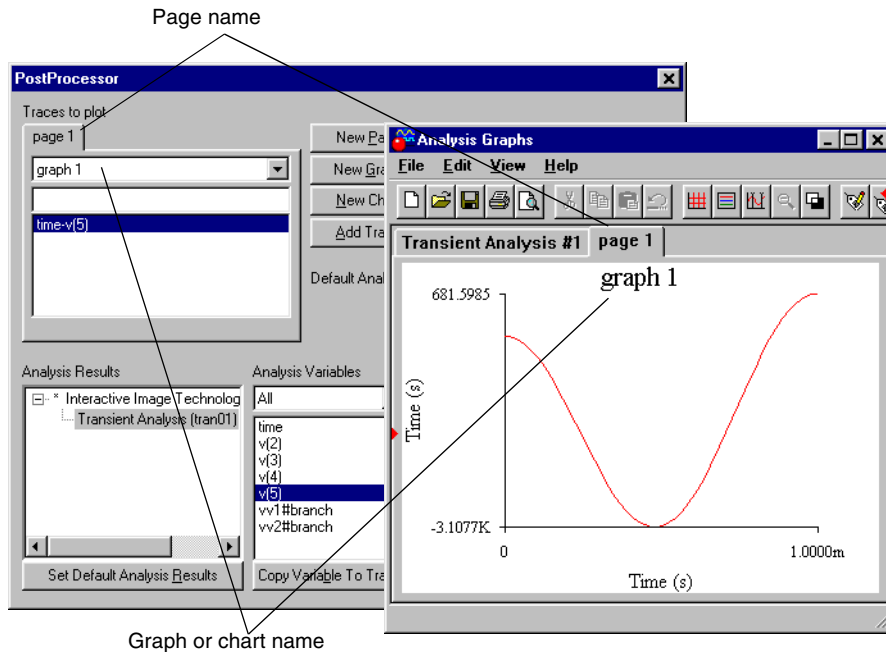 Page name
PostProcessor
Traces to plot
page 1
graph 1
time-v(5)
New Pa
New Gra
New Ch
Add Tra
Default Anal
Analysis Results
* Interactive Image Technolog
Transient Analysis (tran01)
Set Default Analysis Results
Analysis Variables
All
time
v(2)
v(3)
v(4)
v(5)
vv1#branch
vv2#branch
Copy Variable To Tra
Analysis Graphs
File Edit View Help
Transient Analysis #1 page 1
graph 1
681.5985
Time (s)
-3.1077K
0 1.0000m
Time (s)
Graph or chart name